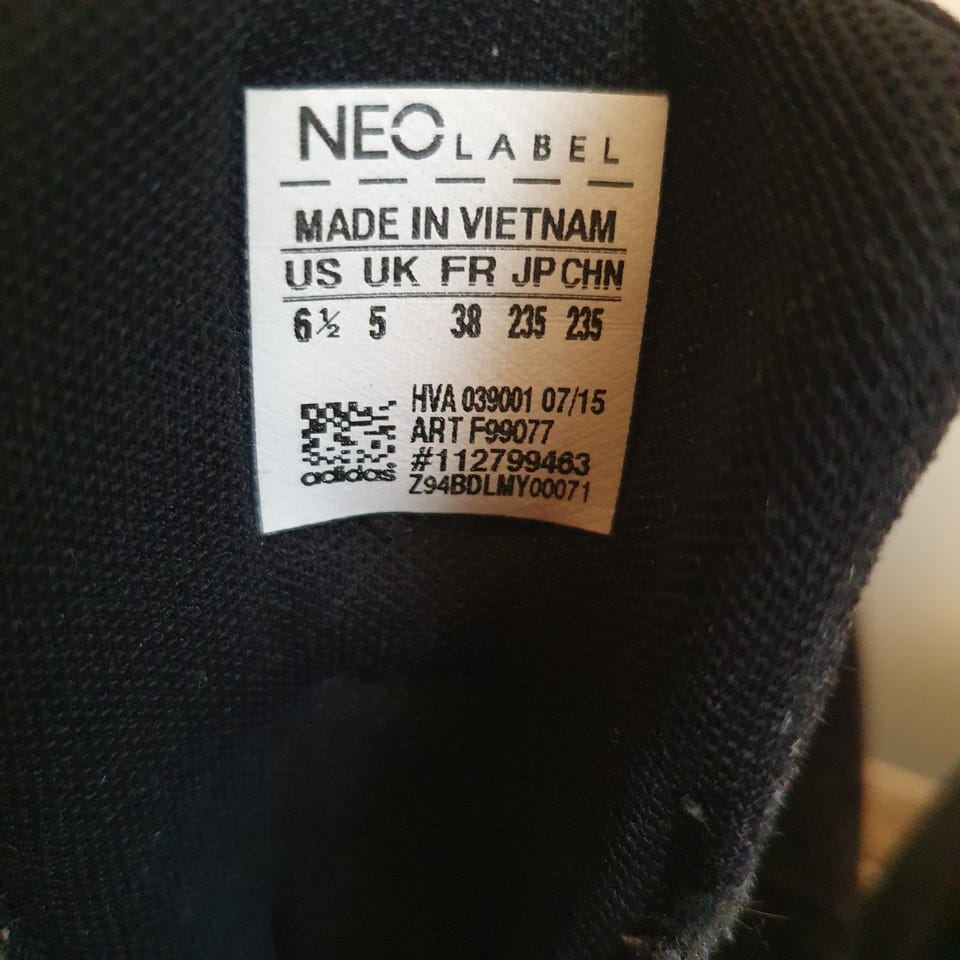 NEO LABEL
MADE IN VIETNAM
US UK FR JP CHN
6½ 5 38 235 235
HVA 039001 07/15
ART F99077
#112799463
adidas Z94BDLMY00071